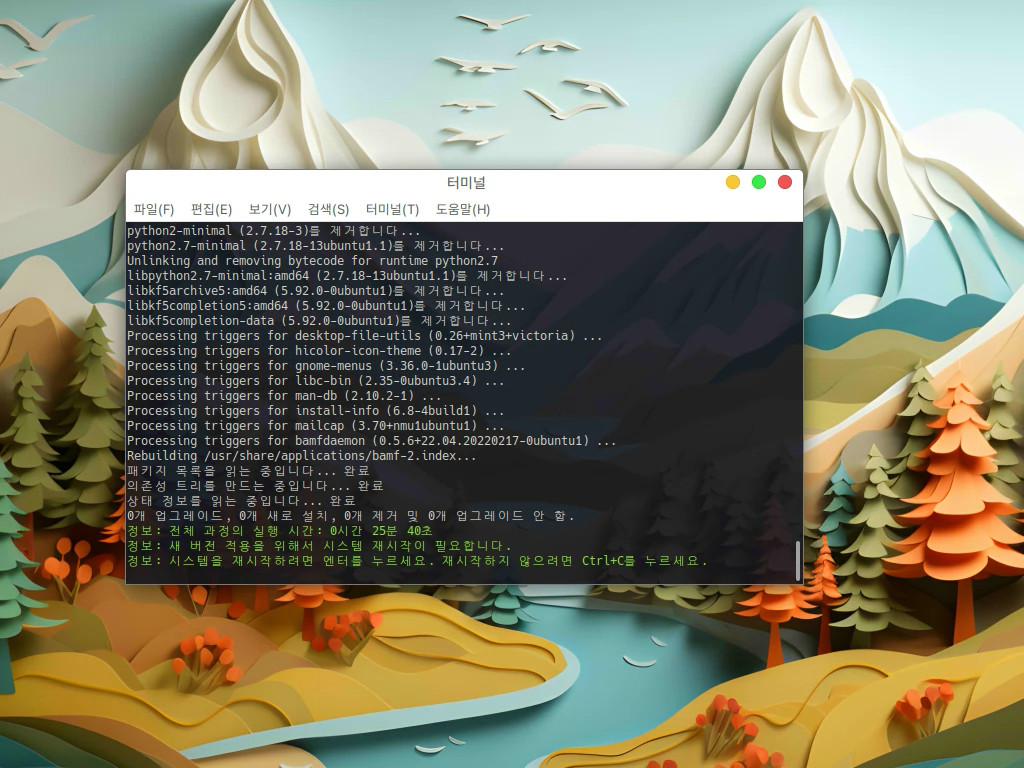 터미널
파일(F) 편집(E) 보기(V) 검색(S) 터미널(T) 도움말(H)
python2-minimal (2.7.18-3)를 제거합니다...
python2.7-minimal (2.7.18-13ubuntu1.1)를 제거합니다...
Unlinking and removing bytecode for runtime python2.7
libpython2.7-minimal:amd64 (2.7.18-13ubuntu1.1)를 제거합니다...
libkf5archive5:amd64 (5.92.0-0ubuntu1)를 제거합니다...
libkf5completion5:amd64 (5.92.0-0ubuntu1)를 제거합니다...
libkf5completion-data (5.92.0-0ubuntu1)를 제거합니다...
Processing triggers for desktop-file-utils (0.26+mint3+victoria) ...
Processing triggers for hicolor-icon-theme (0.17-2) ...
Processing triggers for gnome-menus (3.36.0-1ubuntu3) ...
Processing triggers for libc-bin (2.35-0ubuntu3.4) ...
Processing triggers for man-db (2.10.2-1) ...
Processing triggers for install-info (6.8-4build1) ...
Processing triggers for mailcap (3.70+nmu1ubuntu1) ...
Processing triggers for bamfdaemon (0.5.6+22.04.20220217-0ubuntu1) ...
Rebuilding /usr/share/applications/bamf-2.index...
패키지 목록을 읽는 중입니다... 완료
의존성 트리를 만드는 중입니다... 완료
상태 정보를 읽는 중입니다... 완료
0개 업그레이드, 0개 새로 설치, 0개 제거 및 0개 업그레이드 안 함.
정보: 전체 과정의 실행 시간: 0시간 25분 40초
정보: 새 버전 적용을 위해서 시스템 재시작이 필요합니다.
정보: 시스템을 재시작하려면 엔터를 누르세요. 재시작하지 않으려면 Ctrl+C를 누르세요.